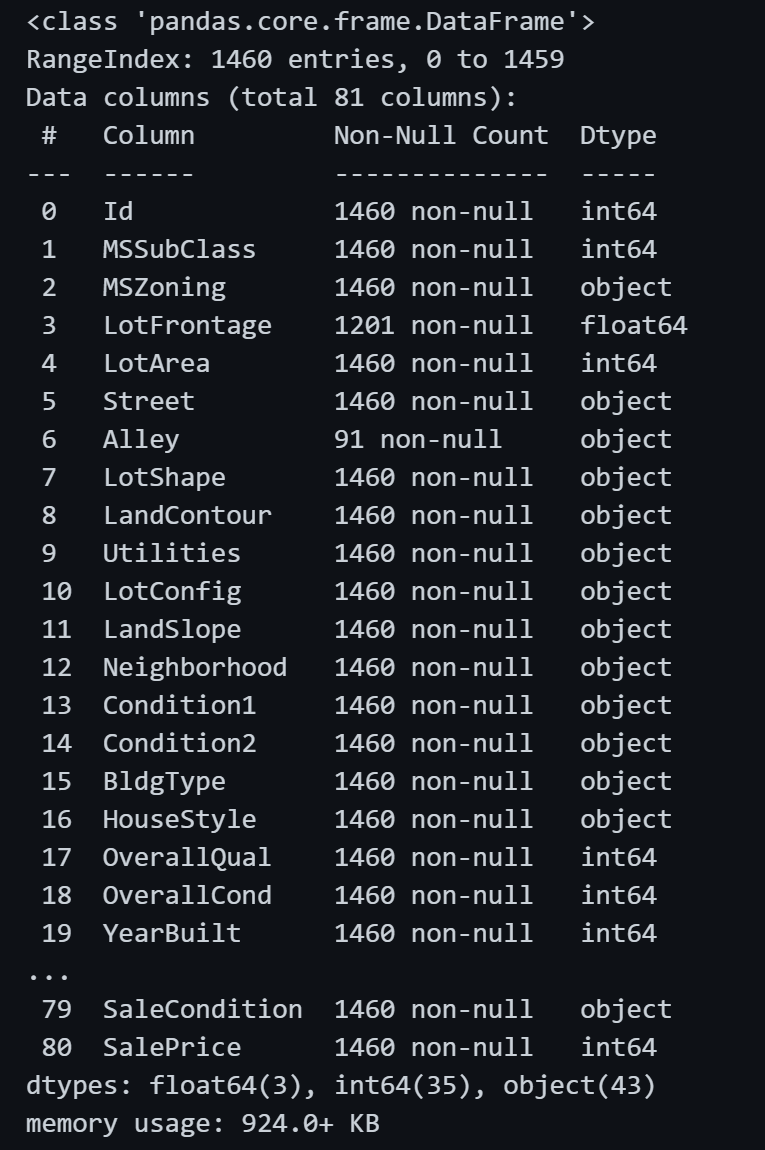 <class 'pandas.core.frame.DataFrame'>
RangeIndex: 1460 entries, 0 to 1459
Data columns (total 81 columns):
 #   Column         Non-Null Count  Dtype
---  ------         --------------  -----
 0   Id             1460 non-null   int64
 1   MSSubClass     1460 non-null   int64
 2   MSZoning       1460 non-null   object
 3   LotFrontage    1201 non-null   float64
 4   LotArea        1460 non-null   int64
 5   Street         1460 non-null   object
 6   Alley          91 non-null     object
 7   LotShape       1460 non-null   object
 8   LandContour    1460 non-null   object
 9   Utilities      1460 non-null   object
 10  LotConfig      1460 non-null   object
 11  LandSlope      1460 non-null   object
 12  Neighborhood   1460 non-null   object
 13  Condition1     1460 non-null   object
 14  Condition2     1460 non-null   object
 15  BldgType       1460 non-null   object
 16  HouseStyle     1460 non-null   object
 17  OverallQual    1460 non-null   int64
 18  OverallCond    1460 non-null   int64
 19  YearBuilt      1460 non-null   int64
...
 79  SaleCondition  1460 non-null   object
 80  SalePrice      1460 non-null   int64
dtypes: float64(3), int64(35), object(43)
memory usage: 924.0+ KB